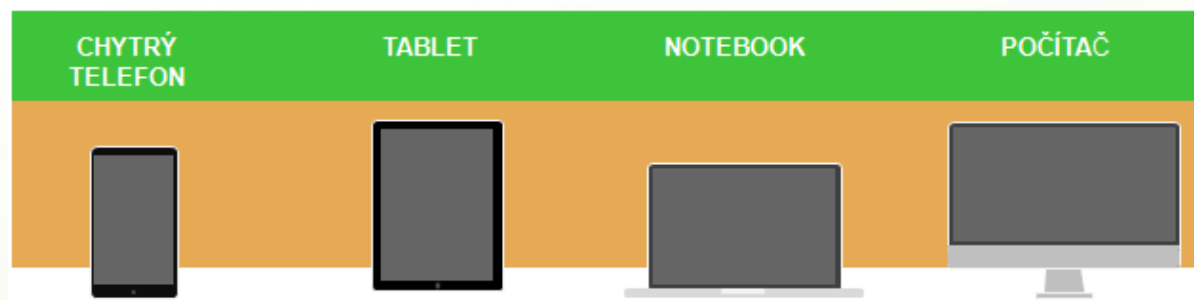 CHYTRÝ
TELEFON
TABLET
NOTEBOOK
POČÍTAČ